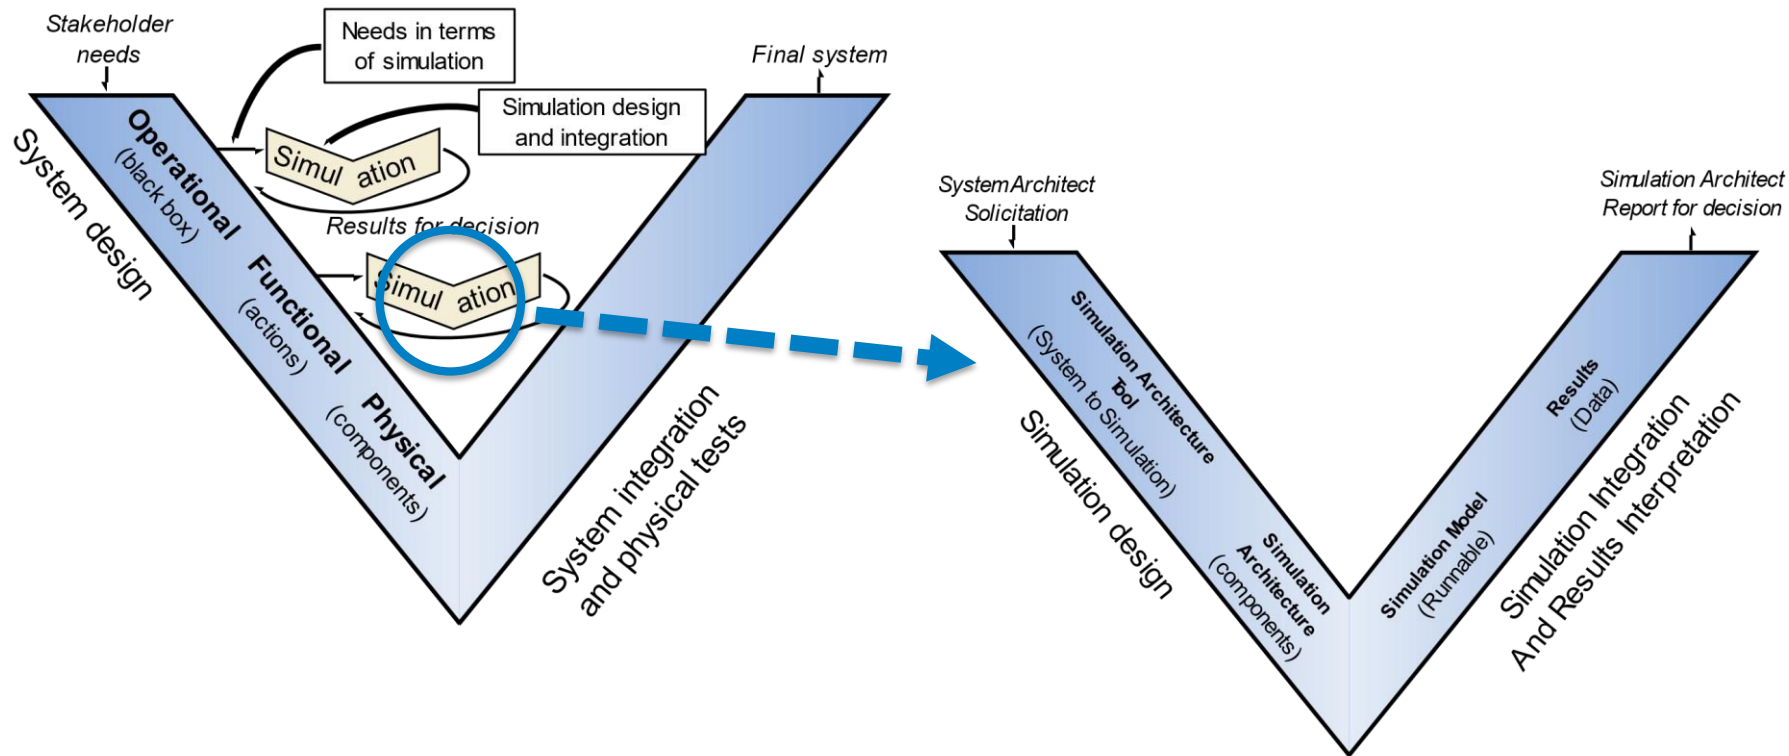 Stakeholder
needs
Needs in terms
of simulation
Simulation design
and integration
Final system
Operational
(black box)
Functional
(actions)
Physical
(components)
System design
Simul ation
Results for decision
Simul ation
System integration
and physical tests
System Architect
Solicitation
Simulation Architect
Report for decision
Simulation Architecture
Tool
(System to Simulation)
Simulation
Architecture
(components)
Simulation design
Simulation Model
(Runnable)
Results
(Data)
Simulation Integration
And Results Interpretation